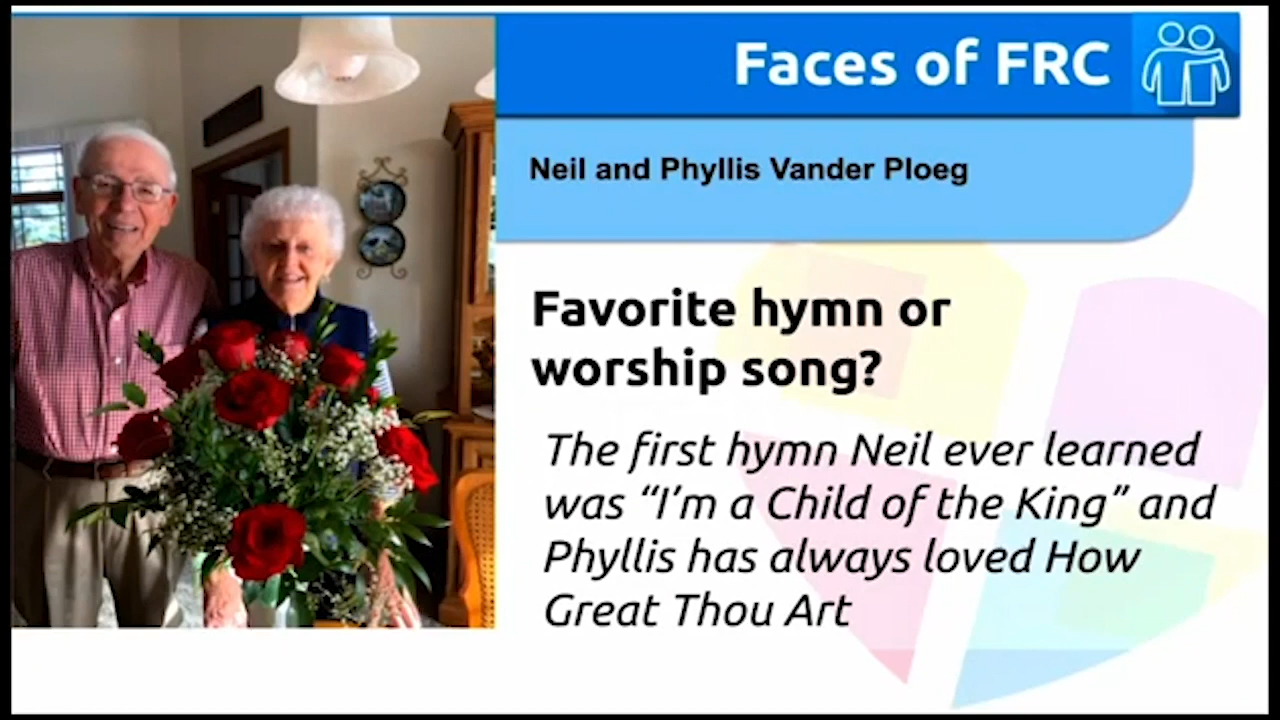 Faces of FRC
Neil and Phyllis Vander Ploeg
Favorite hymn or
worship song?
The first hymn Neil ever learned
was “I’m a Child of the King” and
Phyllis has always loved How
Great Thou Art